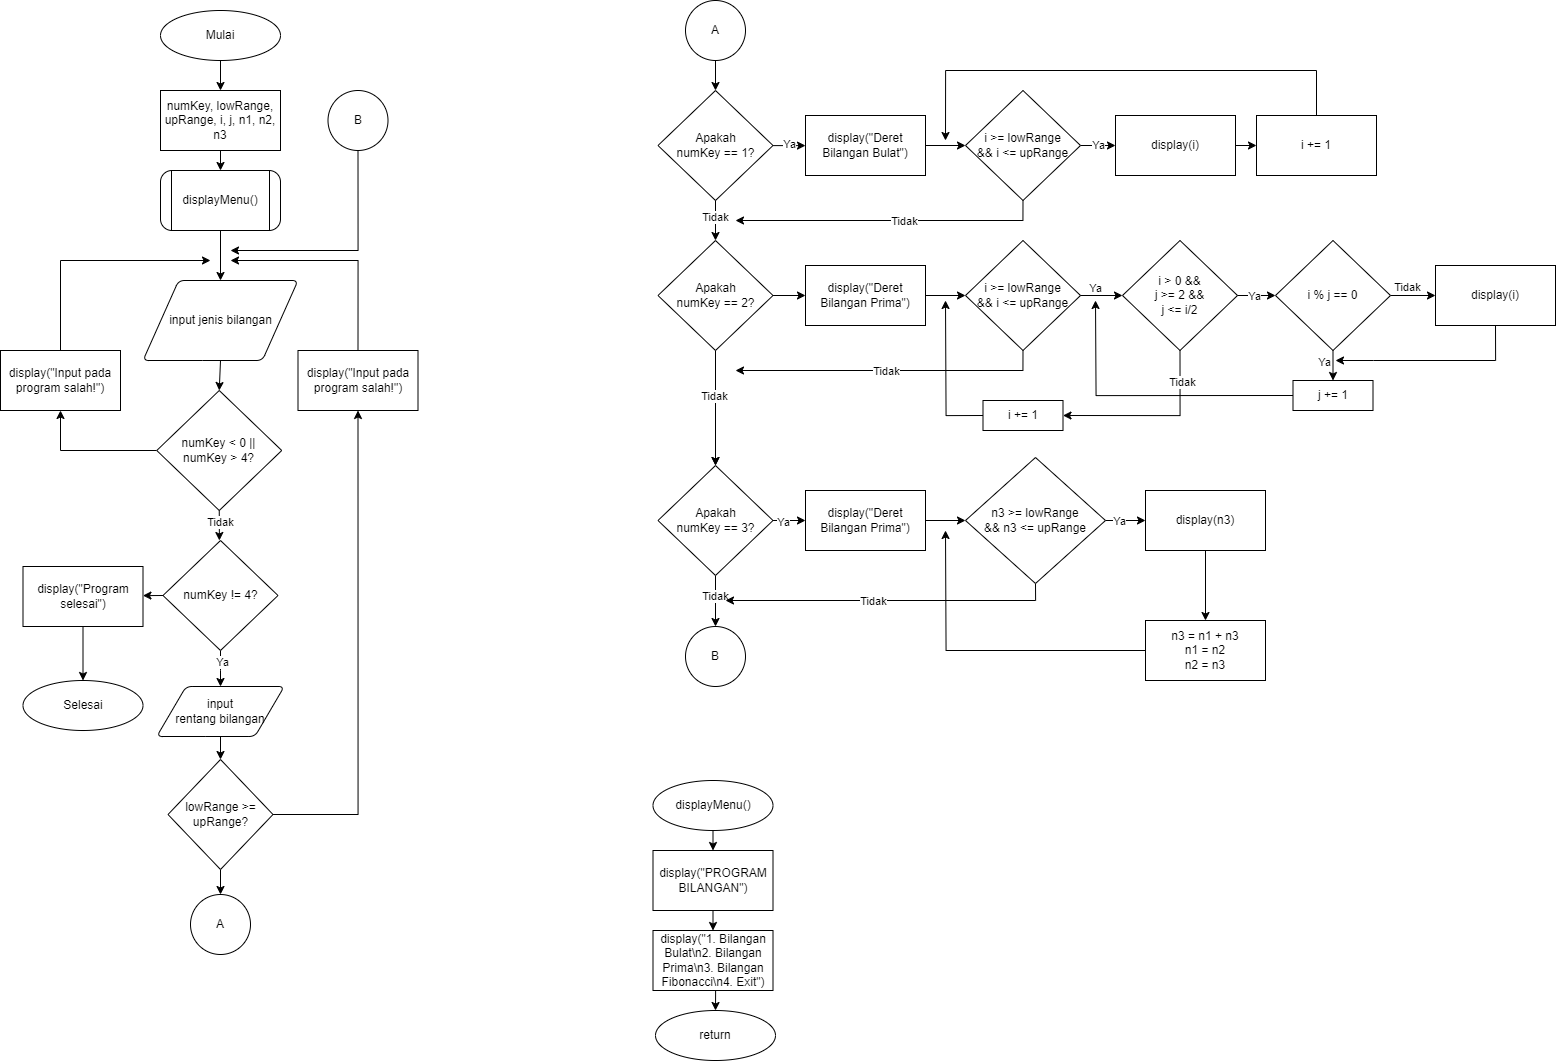 Mulai
numKey, lowRange,
upRange, i, j, n1, n2,
n3
B
displayMenu()
input jenis bilangan
display("Input pada
program salah!")
display("Input pada
program salah!")
numKey < 0 ||
numKey > 4?
Tidak
numKey != 4?
display("Program
selesai")
Selesai
Ya
input
rentang bilangan
lowRange >=
upRange?
A
A
Apakah
numKey == 1?
Ya
display("Deret
Bilangan Bulat")
i >= lowRange
&& i <= upRange
Ya
display(i)
i += 1
Tidak
Tidak
Apakah
numKey == 2?
display("Deret
Bilangan Prima")
i >= lowRange
&& i <= upRange
Ya
i > 0 &&
j >= 2 &&
j <= i/2
Ya
i % j == 0
Tidak
display(i)
Ya
j += 1
Tidak
i += 1
Tidak
Tidak
Apakah
numKey == 3?
Ya
display("Deret
Bilangan Prima")
n3 >= lowRange
&& n3 <= upRange
Ya
display(n3)
n3 = n1 + n3
n1 = n2
n2 = n3
Tidak
Tidak
B
displayMenu()
display("PROGRAM
BILANGAN")
display("1. Bilangan
Bulat\n2. Bilangan
Prima\n3. Bilangan
Fibonacci\n4. Exit")
return